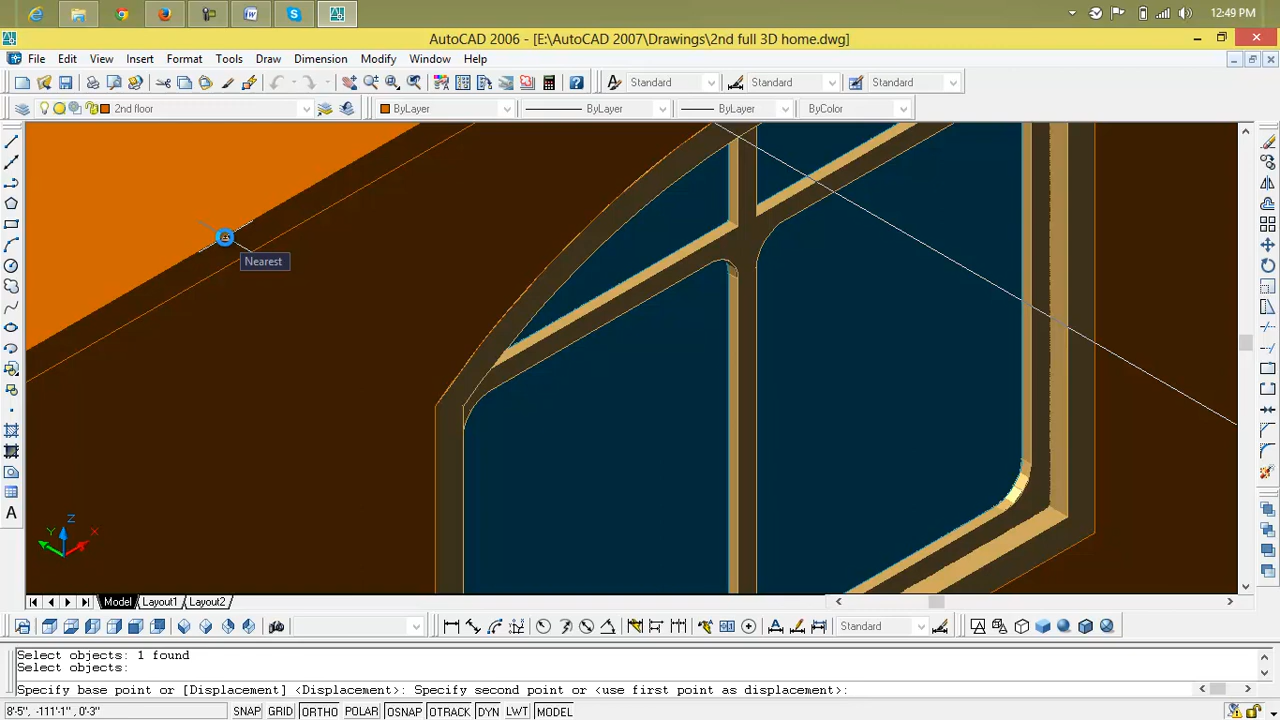 12:49 PM
AutoCAD 2006 - [E:\AutoCAD 2007\Drawings\2nd full 3D home.dwg]
File Edit View Insert Format Tools Draw Dimension Modify Window Help
Standard Standard Standard
2nd floor ByLayer ByLayer ByLayer ByColor
Nearest
Z
Y X
Model Layout1 Layout2
Standard
Select objects: 1 found
Select objects:
Specify base point or [Displacement] <Displacement>: Specify second point or <use first point as displacement>:
8'-5", -111'-1" , 0'-3" SNAP GRID ORTHO POLAR OSNAP OTRACK DYN LWT MODEL